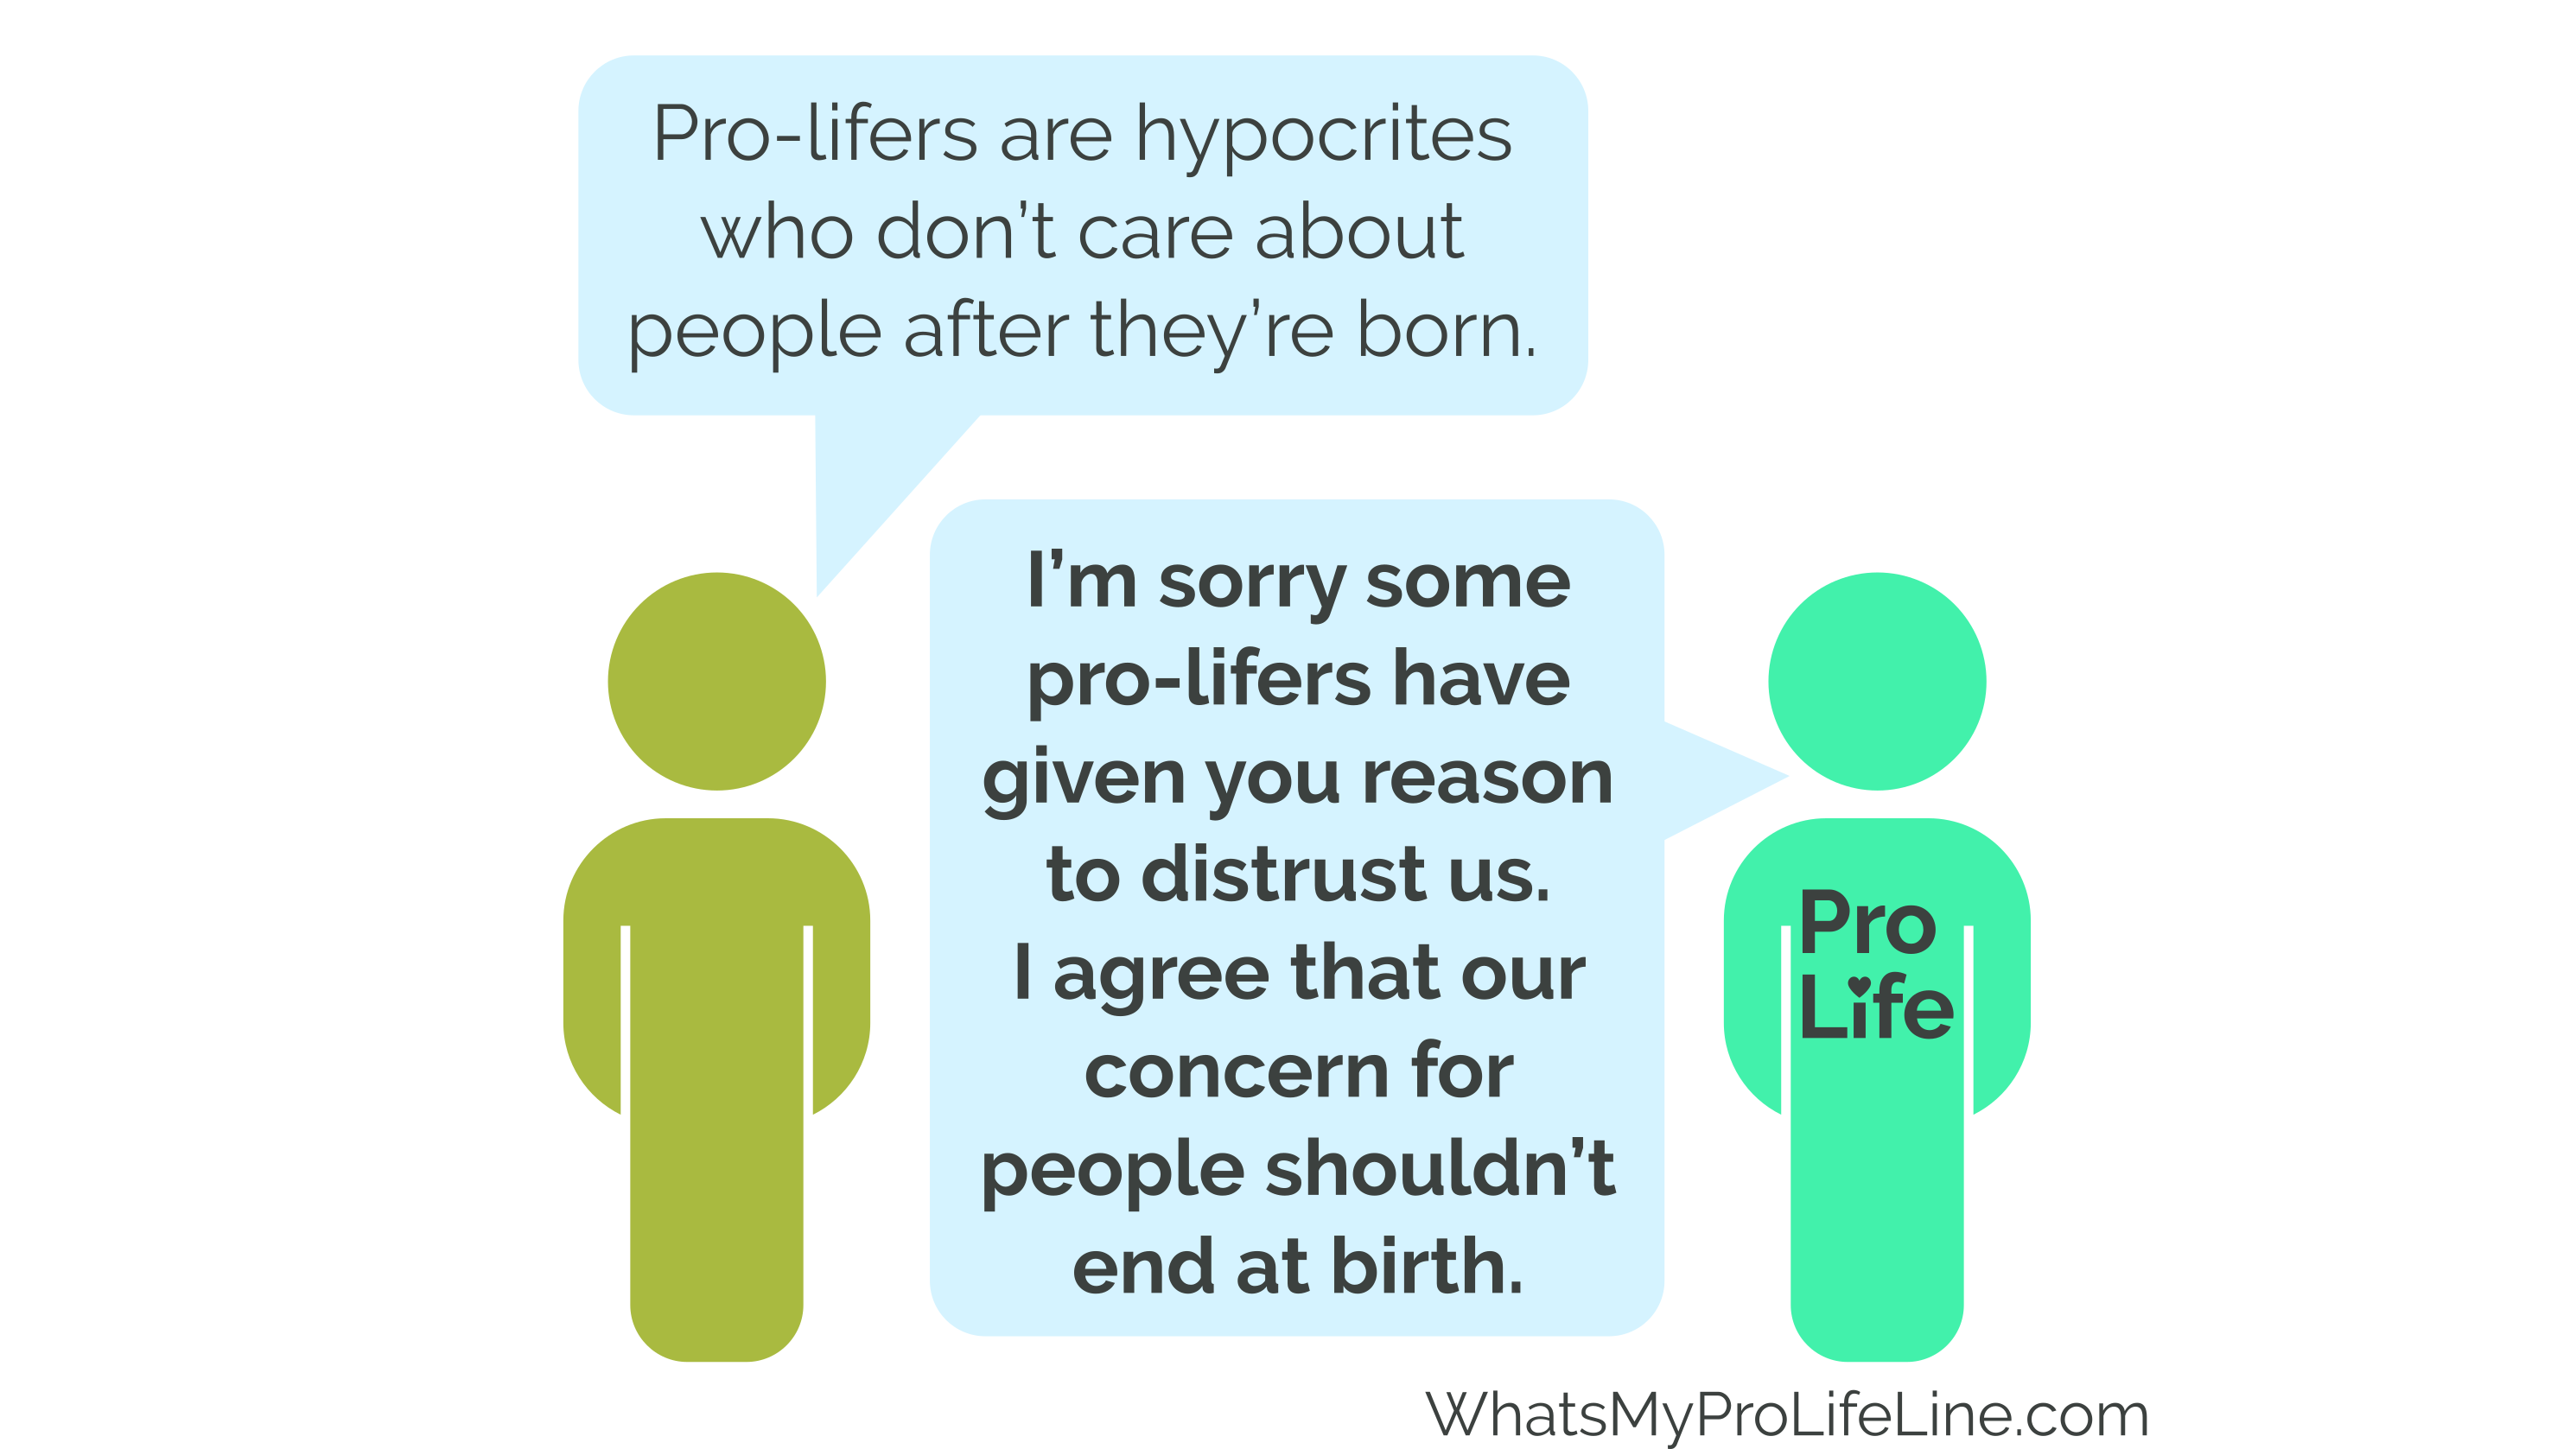 Pro-lifers are hypocrites
who don't care about
people after they're born.
I'm sorry some
pro-lifers have
given you reason
to distrust us.
I agree that our
concern for
people shouldn't
end at birth.
Pro
Life
WhatsMyProLifeLine.com